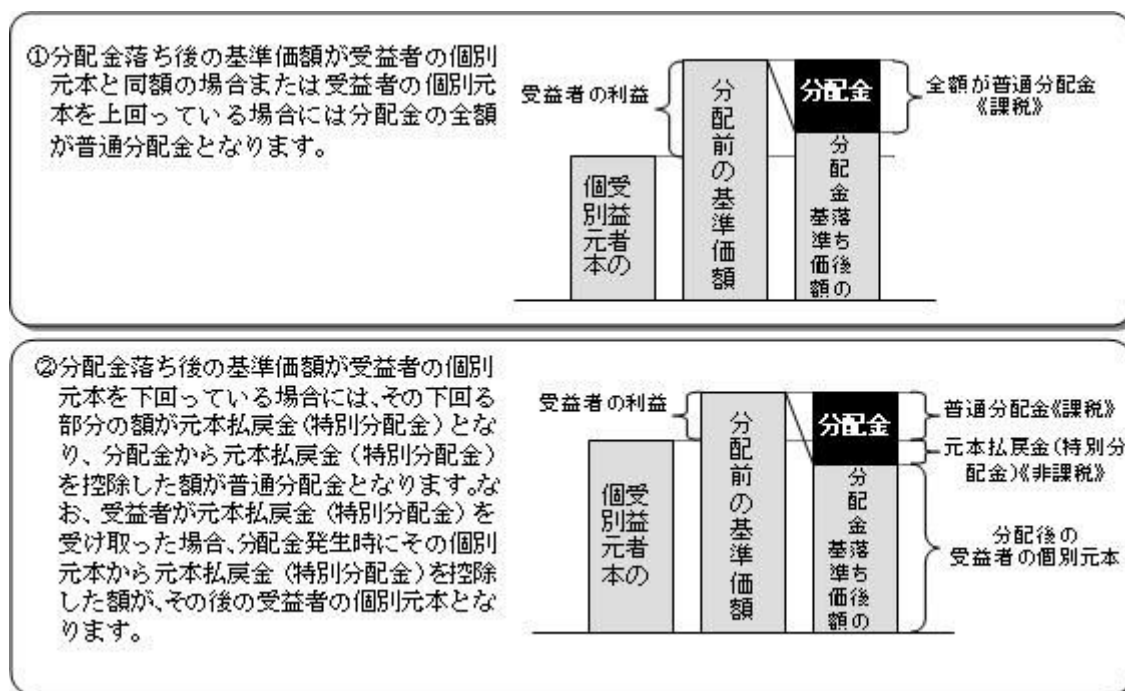 ①分配金落ち後の基準価額が受益者の個別
元本と同額の場合または受益者の個別元
本を上回っている場合には分配金の全額
が普通分配金となります。
受益者の利益
受益者の
個別元本
分配前の基準価額
分配金
分配金落ち後の
基準価額
全額が普通分配金
《課税》
②分配金落ち後の基準価額が受益者の個別
元本を下回っている場合には、その下回る
部分の額が元本払戻金(特別分配金)とな
り、分配金から元本払戻金(特別分配金)
を控除した額が普通分配金となります。な
お、受益者が元本払戻金(特別分配金)を
受け取った場合、分配金発生時にその個別
元本から元本払戻金(特別分配金)を控除
した額が、その後の受益者の個別元本とな
ります。
受益者の利益
受益者の
個別元本
分配前の基準価額
分配金
分配金落ち後の
基準価額
普通分配金《課税》
元本払戻金(特別分
配金)《非課税》
分配後の
受益者の個別元本